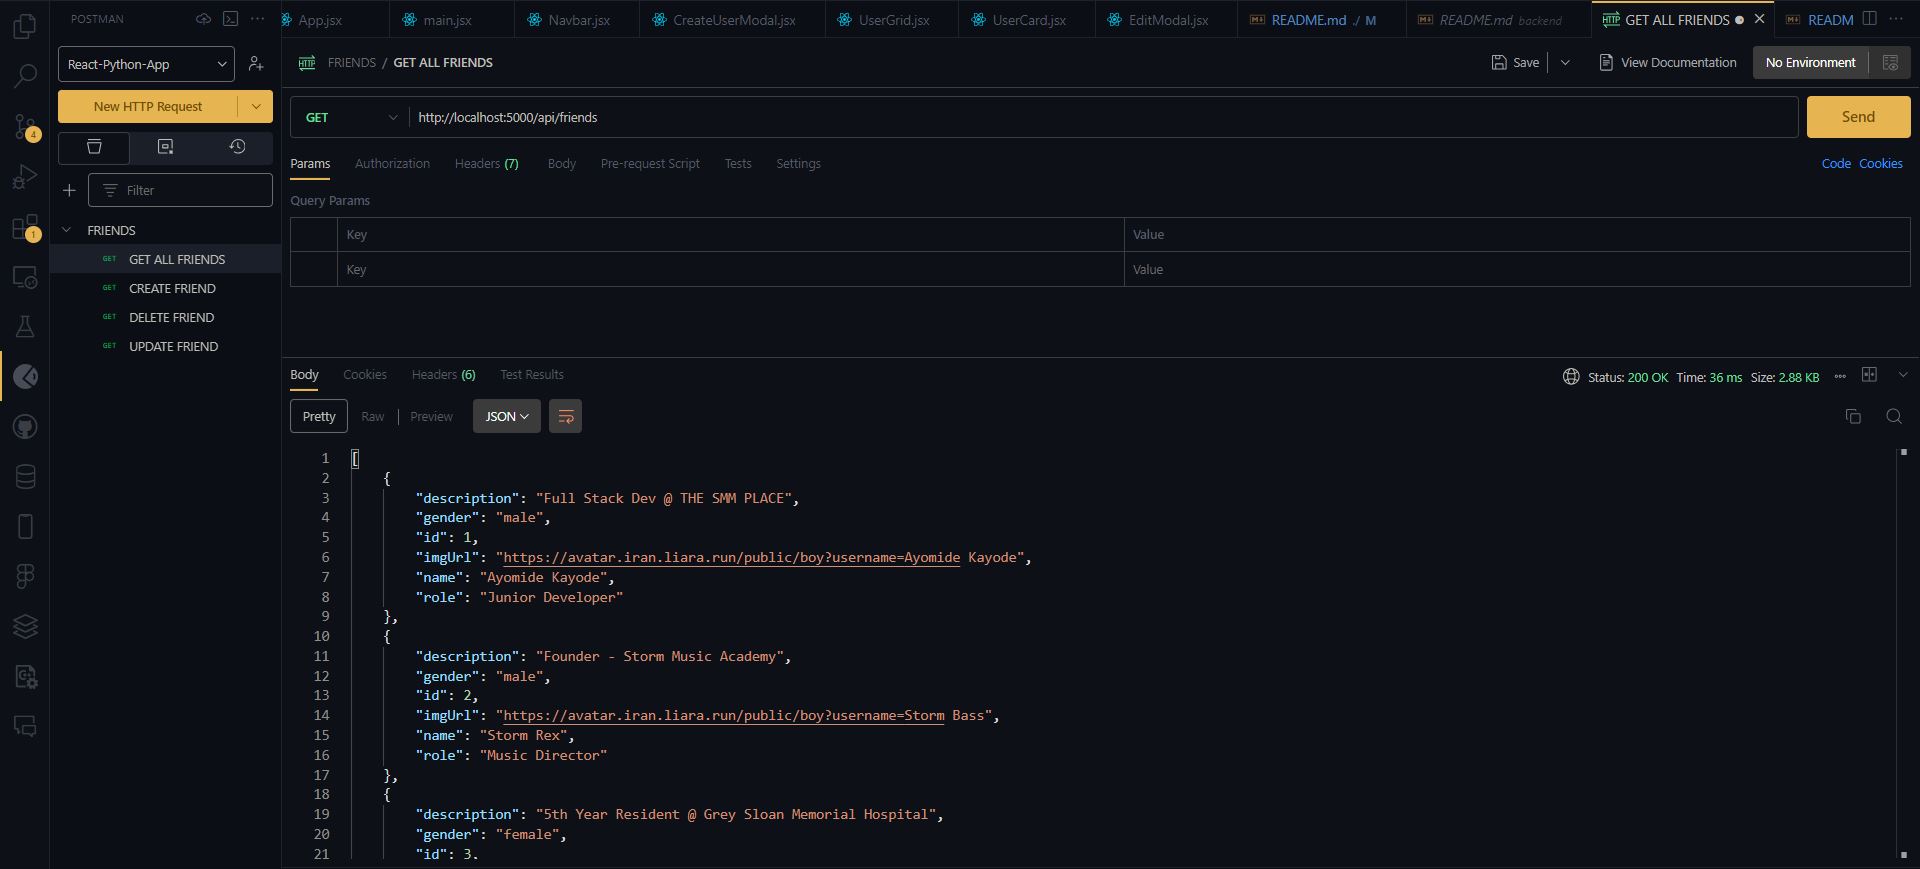 POSTMAN
App.jsx
main.jsx
Navbar.jsx
CreateUserModal.jsx
UserGrid.jsx
UserCard.jsx
EditModal.jsx
README.md ./ M
README.md backend
HTTP GET ALL FRIENDS
READM
React-Python-App
New HTTP Request
Filter
FRIENDS
GET GET ALL FRIENDS
GET CREATE FRIEND
GET DELETE FRIEND
GET UPDATE FRIEND
4
1
HTTP FRIENDS / GET ALL FRIENDS
Save
View Documentation
No Environment
GET http://localhost:5000/api/friends
Send
Params Authorization Headers (7) Body Pre-request Script Tests Settings
Code Cookies
Query Params
Key Value
Key Value
Body Cookies Headers (6) Test Results
Status: 200 OK Time: 36 ms Size: 2.88 KB
Pretty Raw | Preview JSON
1 [
2 {
3 "description": "Full Stack Dev @ THE SMM PLACE",
4 "gender": "male",
5 "id": 1,
6 "imgUrl": "https://avatar.iran.liara.run/public/boy?username=Ayomide Kayode",
7 "name": "Ayomide Kayode",
8 "role": "Junior Developer"
9 },
10 {
11 "description": "Founder - Storm Music Academy",
12 "gender": "male",
13 "id": 2,
14 "imgUrl": "https://avatar.iran.liara.run/public/boy?username=Storm Bass",
15 "name": "Storm Rex",
16 "role": "Music Director"
17 },
18 {
19 "description": "5th Year Resident @ Grey Sloan Memorial Hospital",
20 "gender": "female",
21 "id": 3,